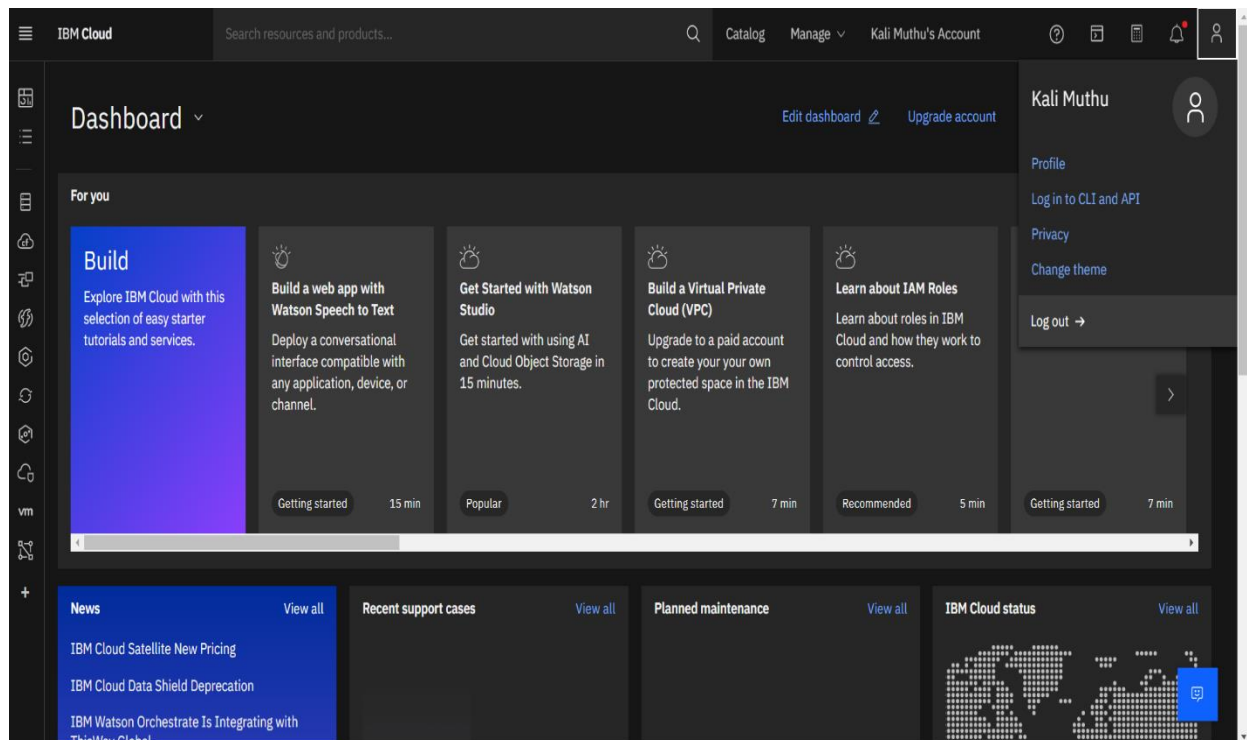 IBM Cloud
Search resources and products...
Catalog
Manage
Kali Muthu's Account
Dashboard
Edit dashboard
Upgrade account
Kali Muthu
Profile
Log in to CLI and API
Privacy
Change theme
Log out →
For you
Build
Explore IBM Cloud with this
selection of easy starter
tutorials and services.
Build a web app with
Watson Speech to Text
Deploy a conversational
interface compatible with
any application, device, or
channel.
Getting started
15 min
Get Started with Watson
Studio
Get started with using AI
and Cloud Object Storage in
15 minutes.
Popular
2 hr
Build a Virtual Private
Cloud (VPC)
Upgrade to a paid account
to create your your own
protected space in the IBM
Cloud.
Getting started
7 min
Learn about IAM Roles
Learn about roles in IBM
Cloud and how they work to
control access.
Recommended
5 min
Getting started
7 min
vm
News
View all
IBM Cloud Satellite New Pricing
IBM Cloud Data Shield Deprecation
IBM Watson Orchestrate Is Integrating with
ThisWay Global
Recent support cases
View all
Planned maintenance
View all
IBM Cloud status
View all